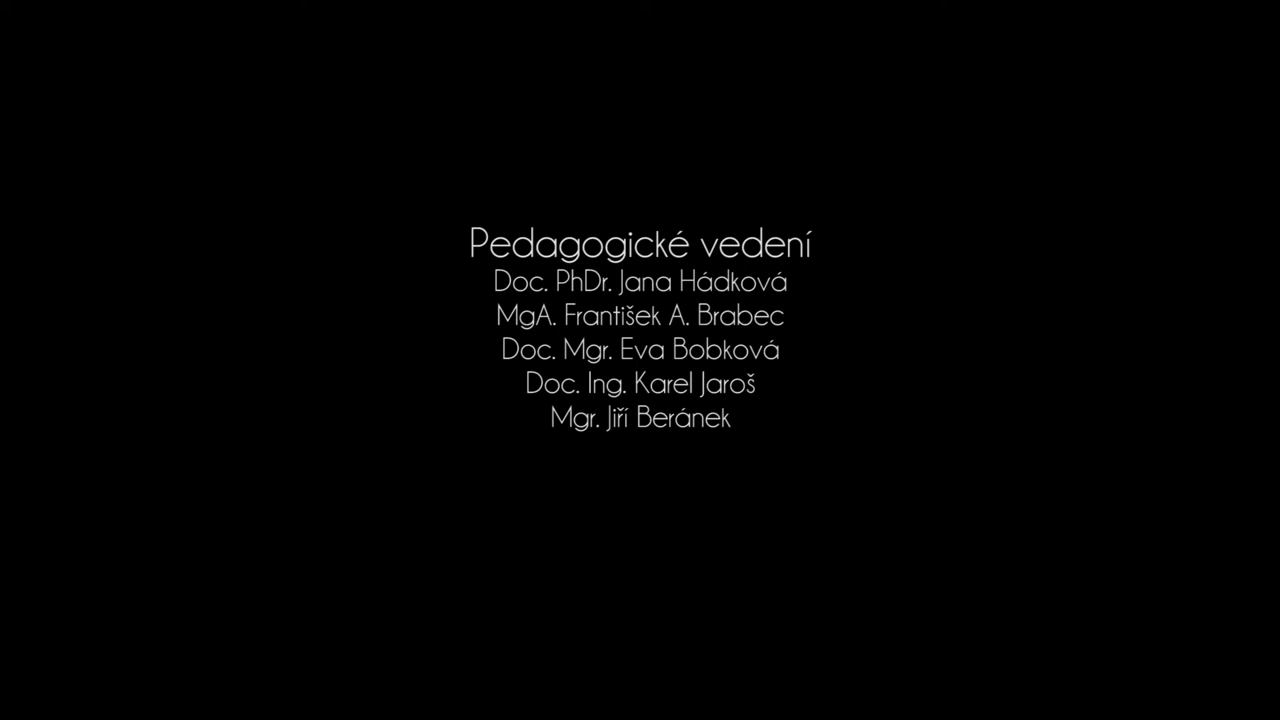 Pedagogické vedení
Doc. PhDr. Jana Hádková
MgA. František A. Brabec
Doc. Mgr. Eva Bobková
Doc. Ing. Karel Jaroš
Mgr. Jiří Beránek